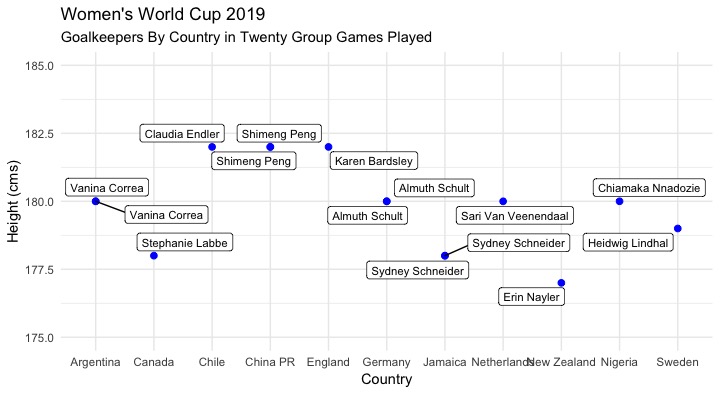 Women's World Cup 2019
Goalkeepers By Country in Twenty Group Games Played
185.0
182.5
180.0
177.5
175.0
Height (cms)
Claudia Endler
Shimeng Peng
Shimeng Peng
Karen Bardsley
Vanina Correa
Almuth Schult
Chiamaka Nnadozie
Vanina Correa
Almuth Schult
Sari Van Veenendaal
Stephanie Labbe
Sydney Schneider
Heidwig Lindhal
Sydney Schneider
Erin Nayler
Argentina
Canada
Chile
China PR
England
Germany
Jamaica
Netherlands
New Zealand
Nigeria
Sweden
Country